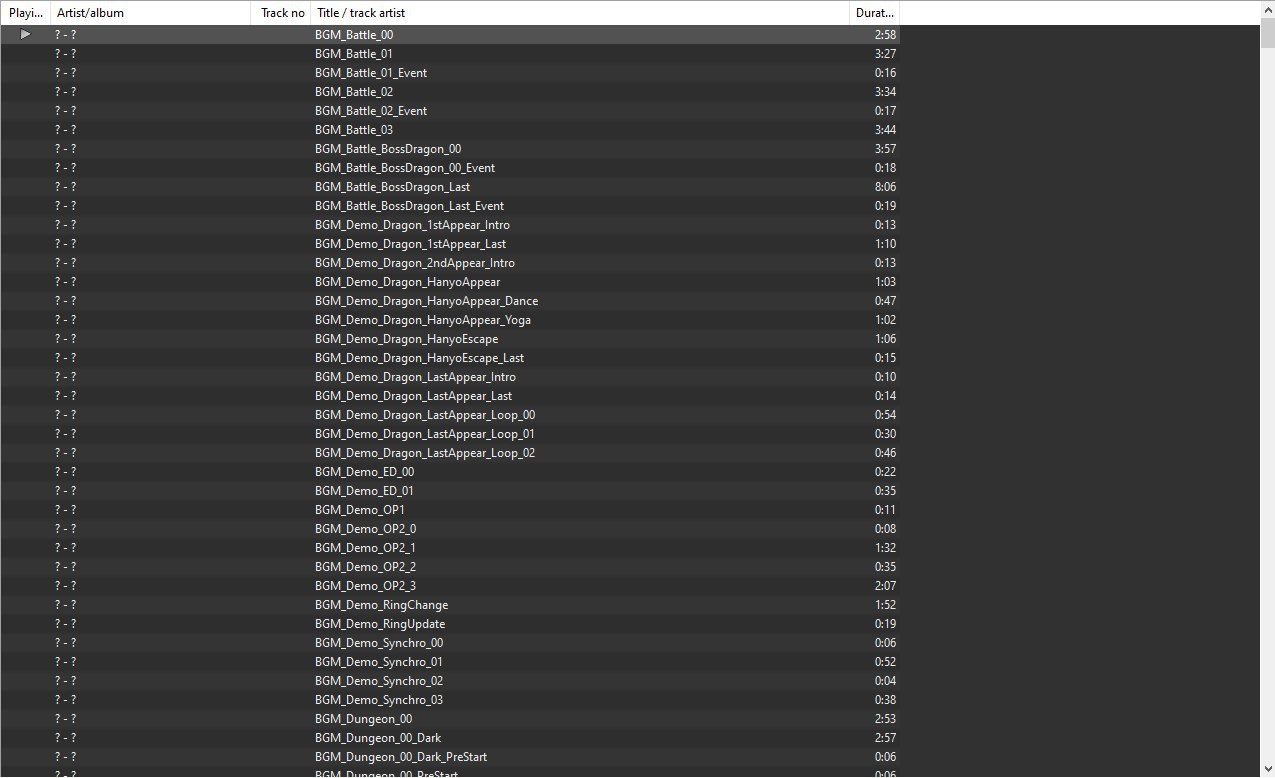 Playi... Artist/album Track no Title / track artist Durat...
? - ? BGM_Battle_00 2:58
? - ? BGM_Battle_01 3:27
? - ? BGM_Battle_01_Event 0:16
? - ? BGM_Battle_02 3:34
? - ? BGM_Battle_02_Event 0:17
? - ? BGM_Battle_03 3:44
? - ? BGM_Battle_BossDragon_00 3:57
? - ? BGM_Battle_BossDragon_00_Event 0:18
? - ? BGM_Battle_BossDragon_Last 8:06
? - ? BGM_Battle_BossDragon_Last_Event 0:19
? - ? BGM_Demo_Dragon_1stAppear_Intro 0:13
? - ? BGM_Demo_Dragon_1stAppear_Last 1:10
? - ? BGM_Demo_Dragon_2ndAppear_Intro 0:13
? - ? BGM_Demo_Dragon_HanyoAppear 1:03
? - ? BGM_Demo_Dragon_HanyoAppear_Dance 0:47
? - ? BGM_Demo_Dragon_HanyoAppear_Yoga 1:02
? - ? BGM_Demo_Dragon_HanyoEscape 1:06
? - ? BGM_Demo_Dragon_HanyoEscape_Last 0:15
? - ? BGM_Demo_Dragon_LastAppear_Intro 0:10
? - ? BGM_Demo_Dragon_LastAppear_Last 0:14
? - ? BGM_Demo_Dragon_LastAppear_Loop_00 0:54
? - ? BGM_Demo_Dragon_LastAppear_Loop_01 0:30
? - ? BGM_Demo_Dragon_LastAppear_Loop_02 0:46
? - ? BGM_Demo_ED_00 0:22
? - ? BGM_Demo_ED_01 0:35
? - ? BGM_Demo_OP1 0:11
? - ? BGM_Demo_OP2_0 0:08
? - ? BGM_Demo_OP2_1 1:32
? - ? BGM_Demo_OP2_2 0:35
? - ? BGM_Demo_OP2_3 2:07
? - ? BGM_Demo_RingChange 1:52
? - ? BGM_Demo_RingUpdate 0:19
? - ? BGM_Demo_Synchro_00 0:06
? - ? BGM_Demo_Synchro_01 0:52
? - ? BGM_Demo_Synchro_02 0:04
? - ? BGM_Demo_Synchro_03 0:38
? - ? BGM_Dungeon_00 2:53
? - ? BGM_Dungeon_00_Dark 2:57
? - ? BGM_Dungeon_00_Dark_PreStart 0:06
? - ? BGM_Dungeon_00_PreStart 0:06